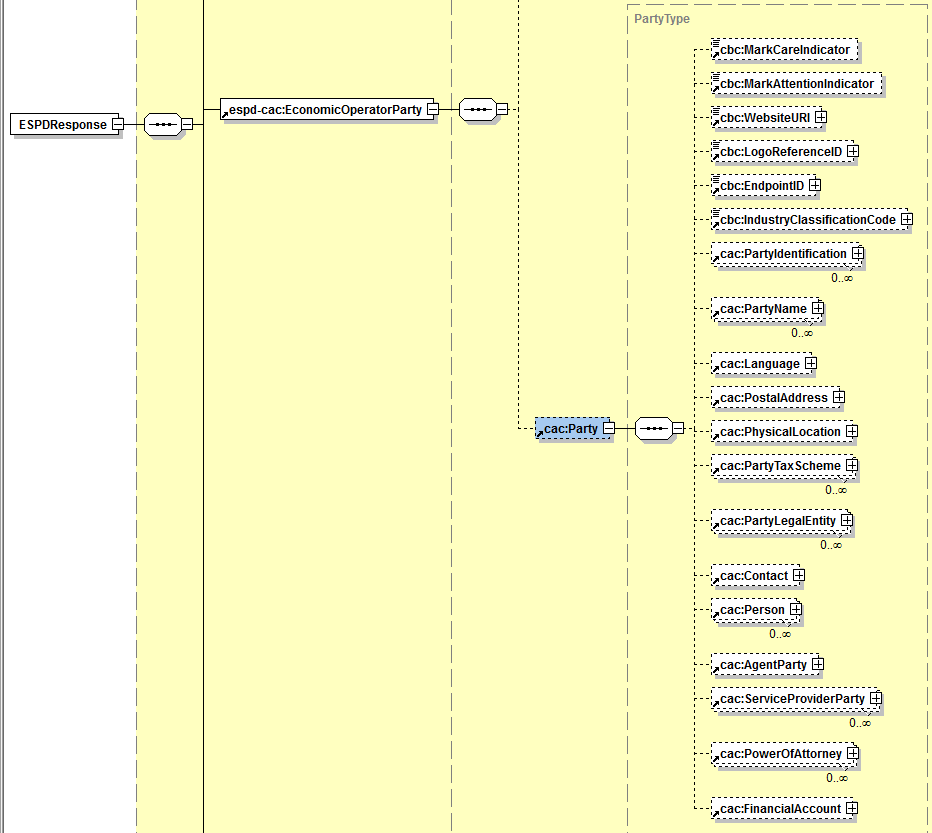 PartyType
cbc:MarkCareIndicator
cbc:MarkAttentionIndicator
espd-cac:EconomicOperatorParty
ESPDResponse
cbc:WebsiteURI
cbc:LogoReferenceID
cbc:EndpointID
cbc:IndustryClassificationCode
cac:PartyIdentification
0..∞
cac:PartyName
0..∞
cac:Language
cac:PostalAddress
cac:Party
cac:PhysicalLocation
cac:PartyTaxScheme
0..∞
cac:PartyLegalEntity
0..∞
cac:Contact
cac:Person
0..∞
cac:AgentParty
cac:ServiceProviderParty
0..∞
cac:PowerOfAttorney
0..∞
cac:FinancialAccount